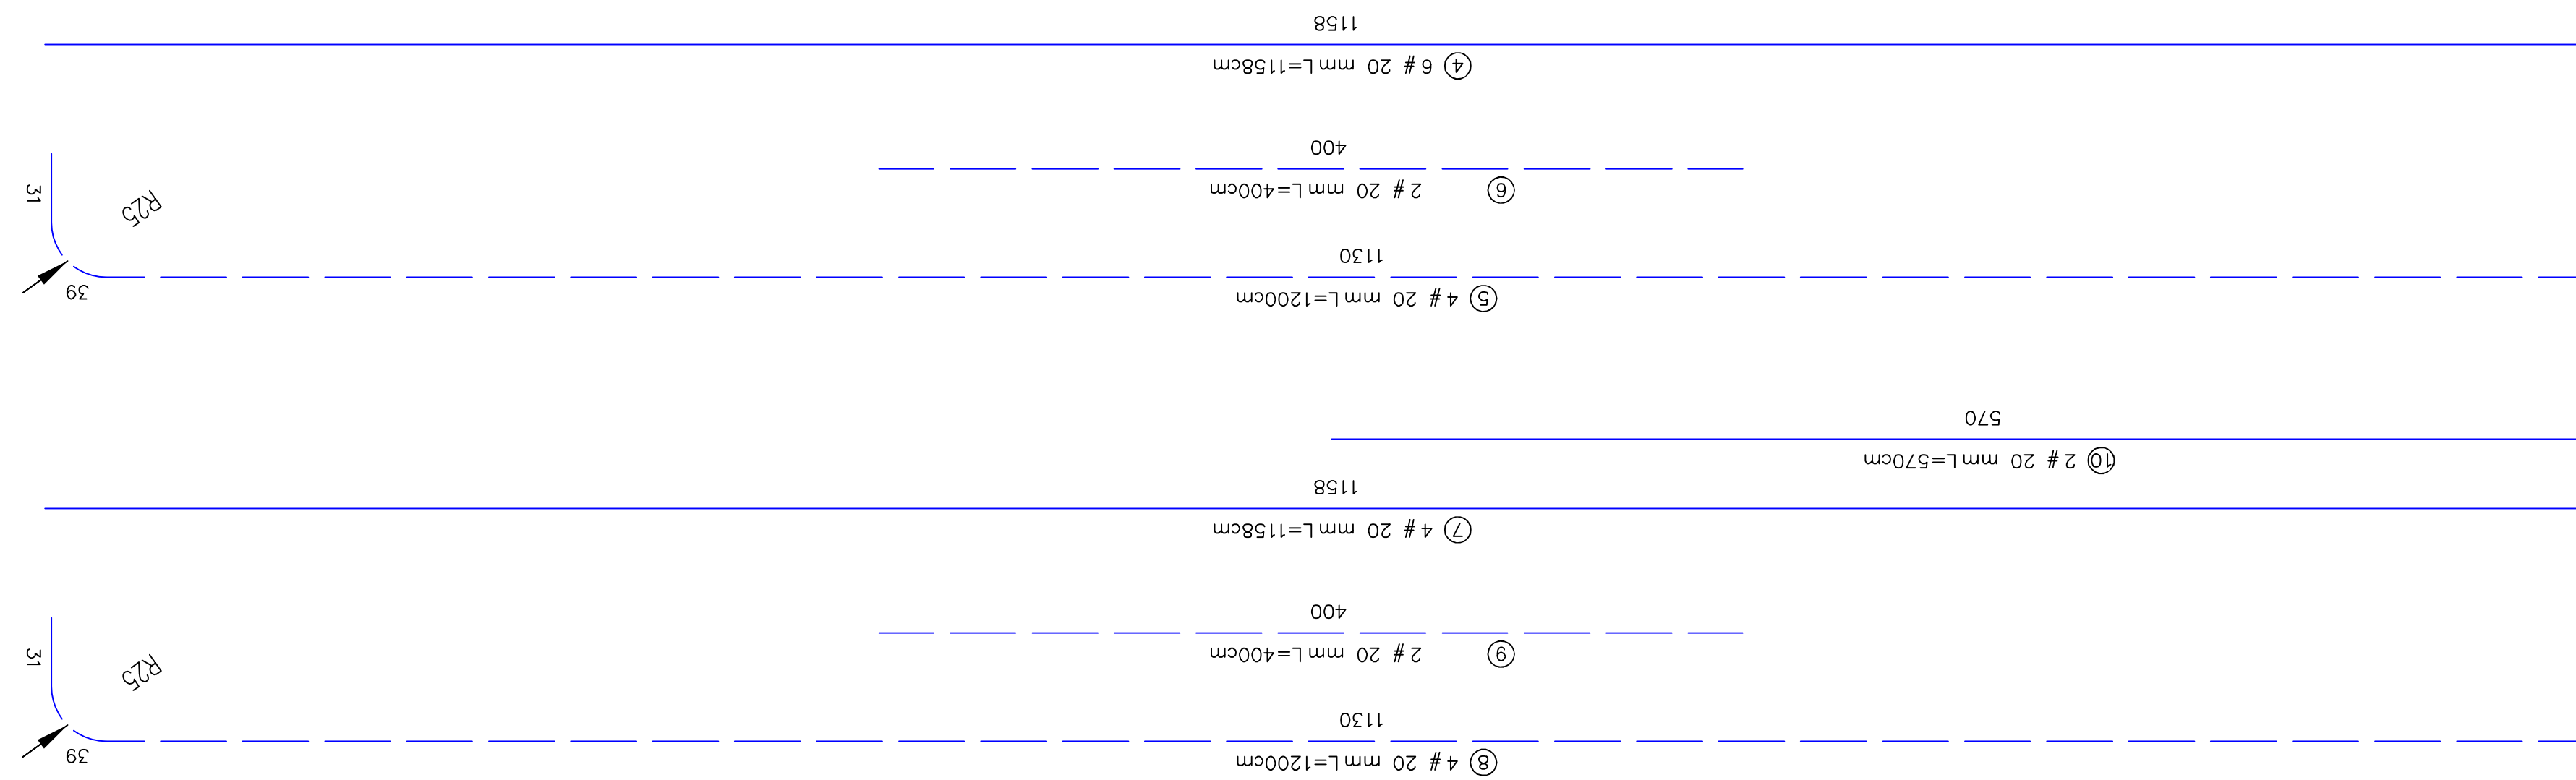 ⑧ 4 # 20 mm L=1200cm
39
1130
R25
31
⑨ 2 # 20 mm L=400cm
400
⑦ 4 # 20 mm L=1158cm
1158
⑩ 2 # 20 mm L=570cm
570
⑤ 4 # 20 mm L=1200cm
39
1130
R25
31
⑥ 2 # 20 mm L=400cm
400
④ 6 # 20 mm L=1158cm
1158